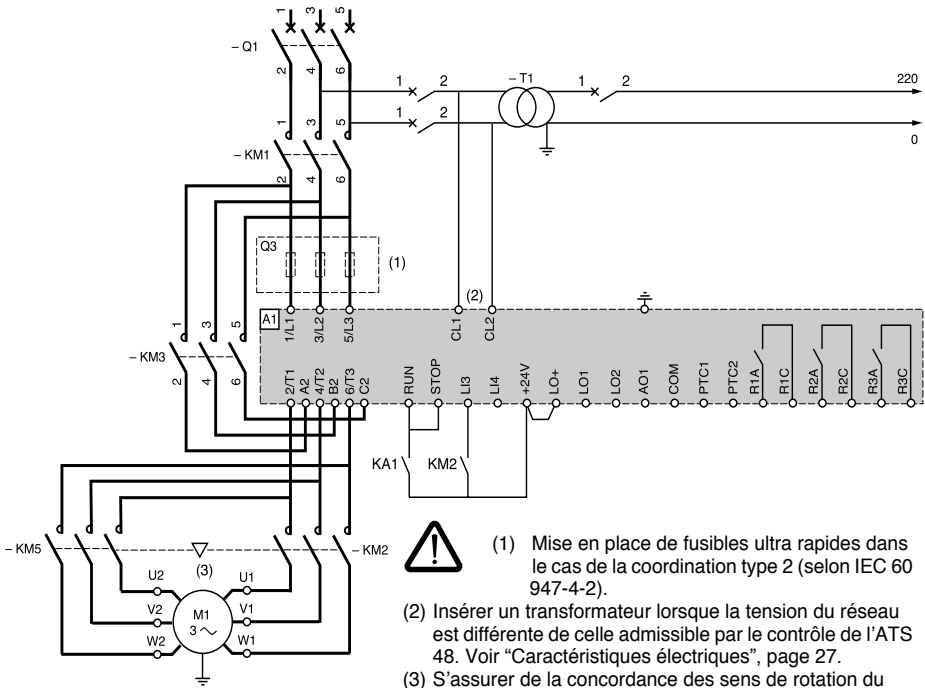 1 3 5
– Q1
2 4 6
1 2
– T1
1 2
220
1 2
0
1 3 5
– KM1
2 4 6
Q3
(1)
(2)
A1
1/L1 3/L2 5/L3 CL1 CL2
1 3 5
– KM3
2 4 6
2/T1 A2 4/T2 B2 6/T3 C2 RUN STOP LI3 LI4 +24V LO+ LO1 LO2 AO1 COM PTC1 PTC2 R1A R1C R2A R2C R3A R3C
KA1 KM2
– KM5
(3)
– KM2
U2 U1
V2 V1
W2 W1
M1
3 ~
(1) Mise en place de fusibles ultra rapides dans
le cas de la coordination type 2 (selon IEC 60
947-4-2).
(2) Insérer un transformateur lorsque la tension du réseau
est différente de celle admissible par le contrôle de l’ATS
48. Voir “Caractéristiques électriques”, page 27.
(3) S’assurer de la concordance des sens de rotation du